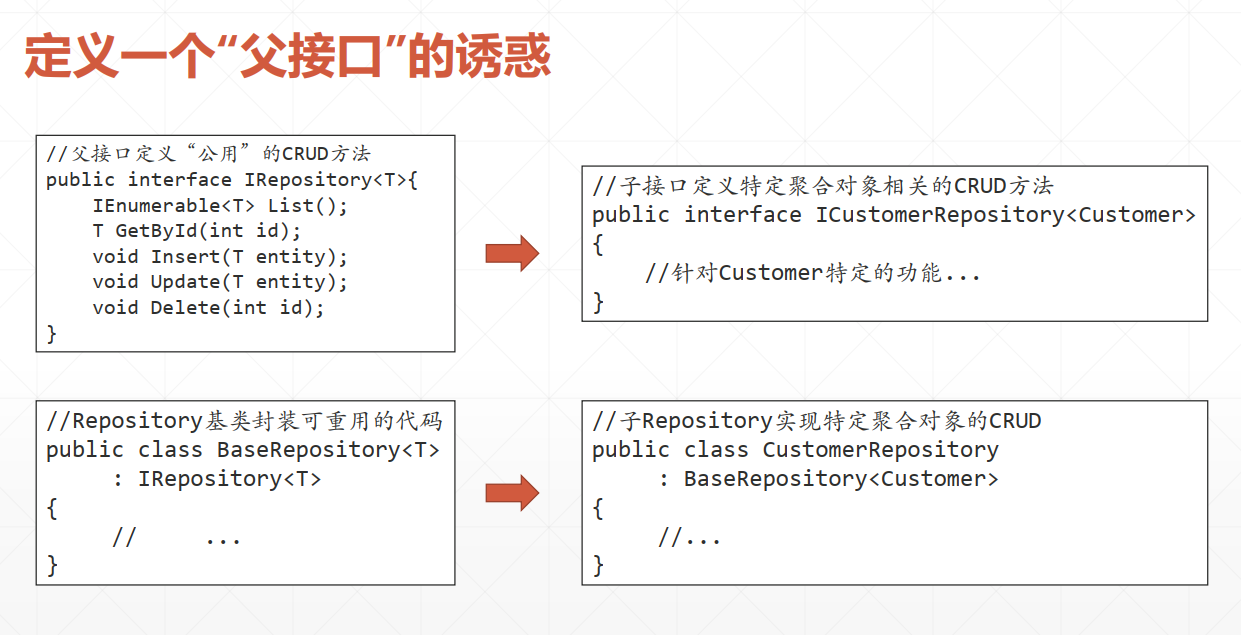 定义一个“父接口”的诱惑
//父接口定义“公用”的CRUD方法
public interface IRepository<T>{
    IEnumerable<T> List();
    T GetById(int id);
    void Insert(T entity);
    void Update(T entity);
    void Delete(int id);
}
//子接口定义特定聚合对象相关的CRUD方法
public interface ICustomerRepository<Customer>
{
    //针对Customer特定的功能...
}
//Repository基类封装可重用的代码
public class BaseRepository<T>
     : IRepository<T>
{
     //     ...
}
//子Repository实现特定聚合对象的CRUD
public class CustomerRepository
     : BaseRepository<Customer>
{
     //...
}